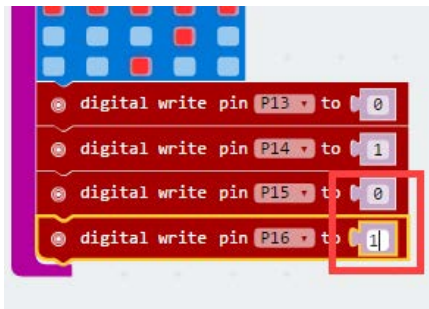 digital write pin P13 to 0
digital write pin P14 to 1
digital write pin P15 to 0
digital write pin P16 to 1